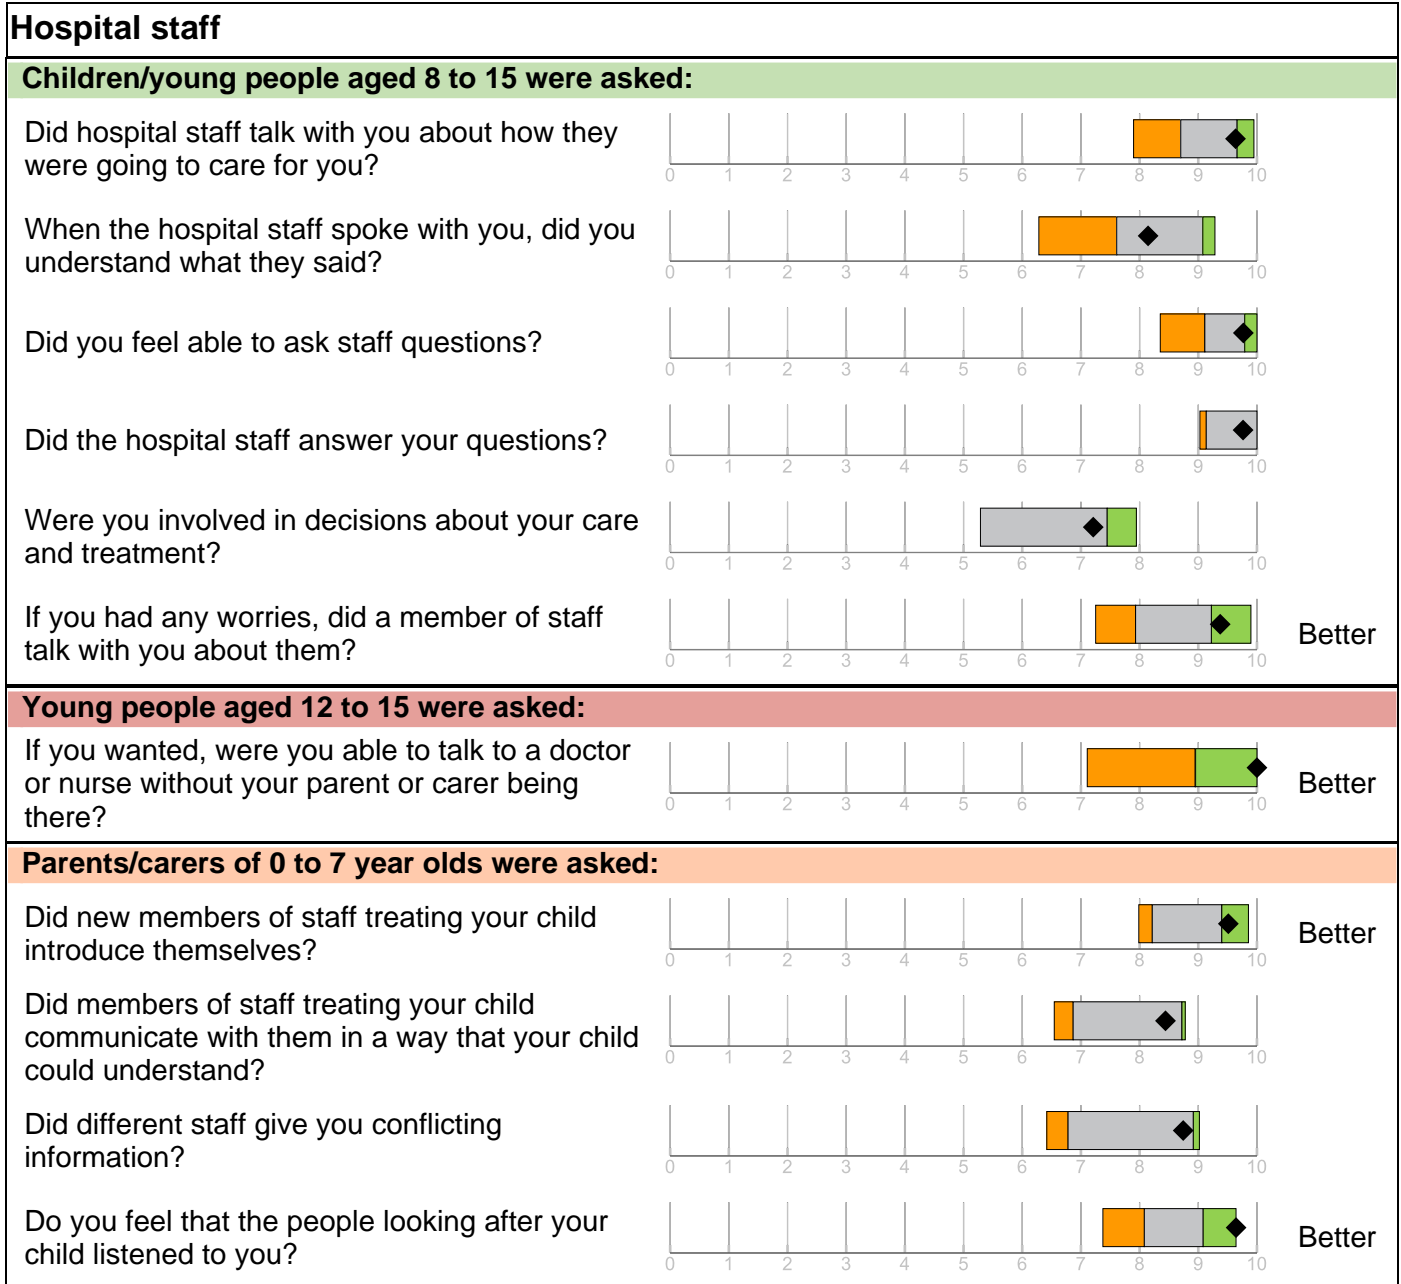 Hospital staff
Children/young people aged 8 to 15 were asked:
Did hospital staff talk with you about how they
were going to care for you?
0 1 2 3 4 5 6 7 8 9 10
When the hospital staff spoke with you, did you
understand what they said?
0 1 2 3 4 5 6 7 8 9 10
Did you feel able to ask staff questions?
0 1 2 3 4 5 6 7 8 9 10
Did the hospital staff answer your questions?
0 1 2 3 4 5 6 7 8 9 10
Were you involved in decisions about your care
and treatment?
0 1 2 3 4 5 6 7 8 9 10
If you had any worries, did a member of staff
talk with you about them?
0 1 2 3 4 5 6 7 8 9 10
Better
Young people aged 12 to 15 were asked:
If you wanted, were you able to talk to a doctor
or nurse without your parent or carer being
there?
0 1 2 3 4 5 6 7 8 9 10
Better
Parents/carers of 0 to 7 year olds were asked:
Did new members of staff treating your child
introduce themselves?
0 1 2 3 4 5 6 7 8 9 10
Better
Did members of staff treating your child
communicate with them in a way that your child
could understand?
0 1 2 3 4 5 6 7 8 9 10
Did different staff give you conflicting
information?
0 1 2 3 4 5 6 7 8 9 10
Do you feel that the people looking after your
child listened to you?
0 1 2 3 4 5 6 7 8 9 10
Better